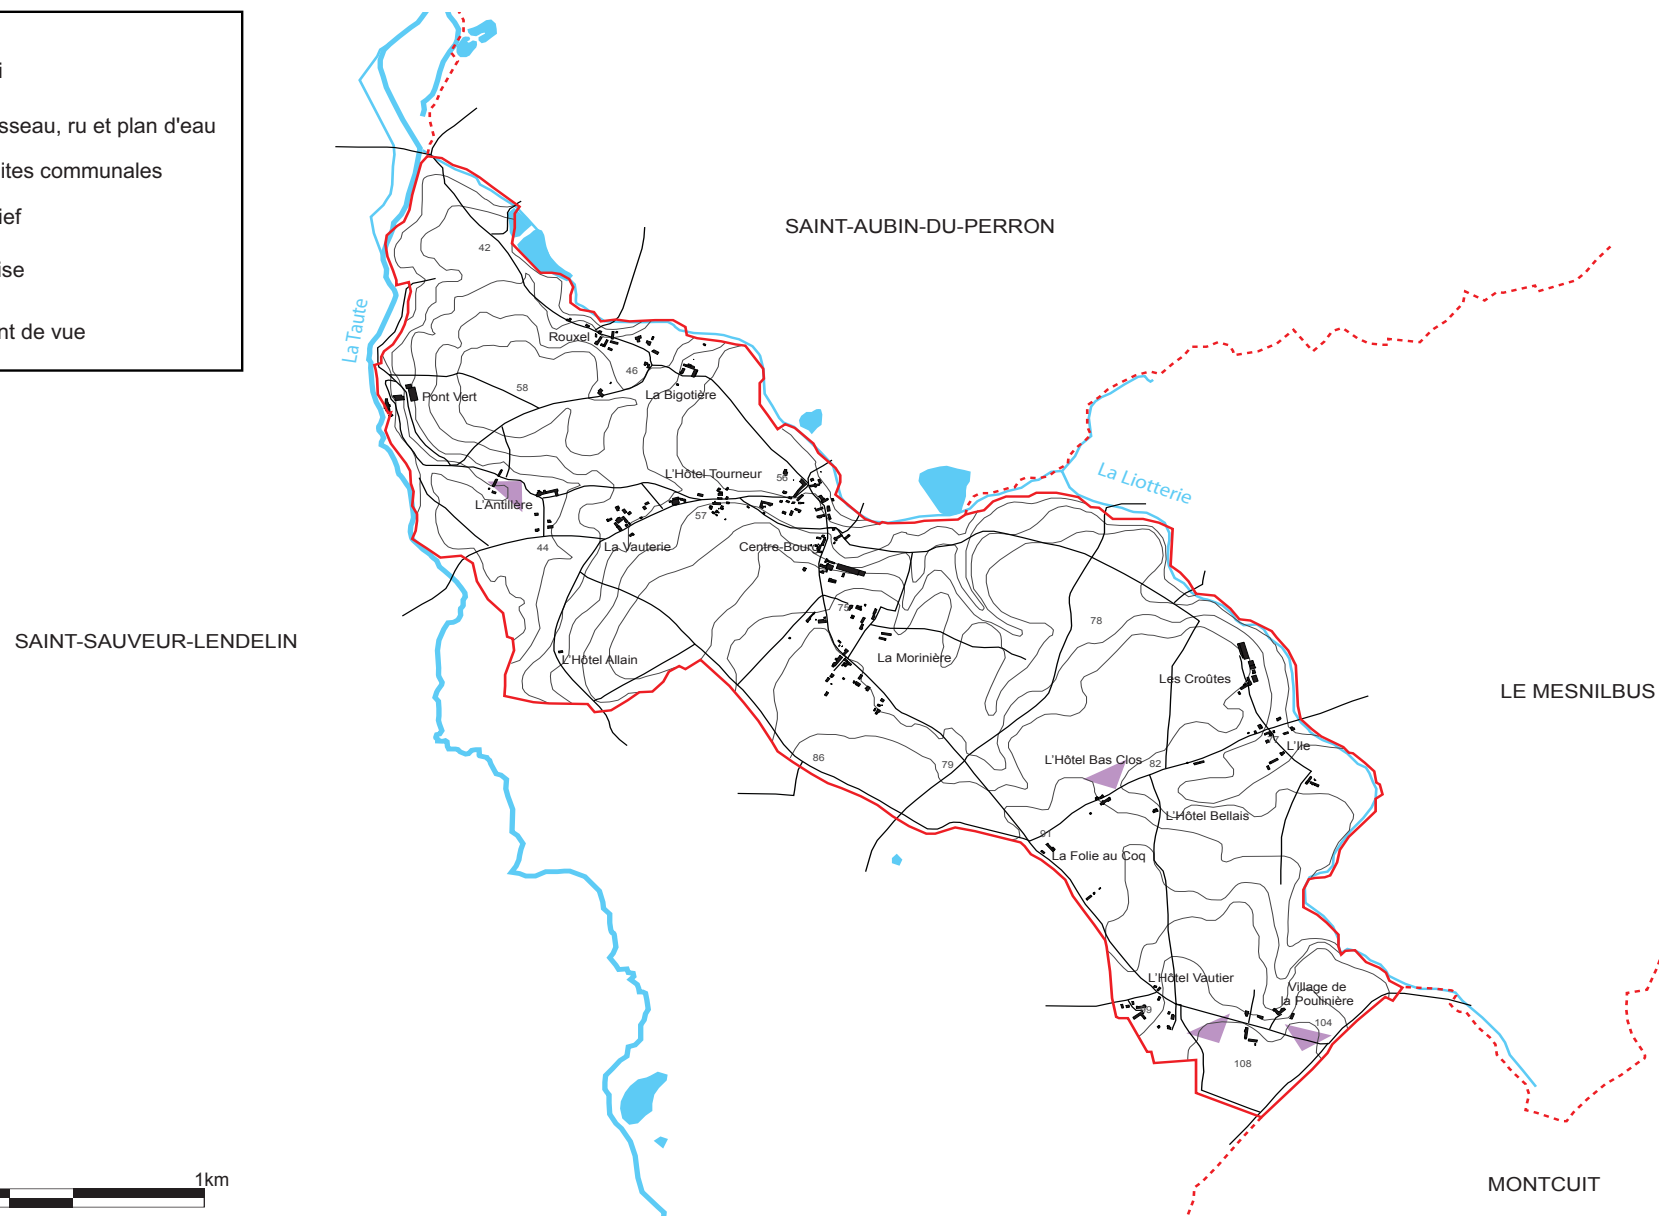 i
sseau, ru et plan d'eau
ites communales
ief
ise
nt de vue
SAINT-AUBIN-DU-PERRON
42
La Taute
Rouxel
46
58
La Bigotière
Pont Vert
La Liotterie
L'Hôtel Tourneur
L'Antillère
57
44
La Vauterie
Centre-Bourg
75
78
SAINT-SAUVEUR-LENDELIN
L'Hôtel Allain
La Morinière
Les Croûtes
LE MESNILBUS
L'Ile
86
79
L'Hôtel Bas Clos
82
L'Hôtel Bellais
91
La Folie au Coq
L'Hôtel Vautier
Village de
la Poulinière
104
108
1km
MONTCUIT